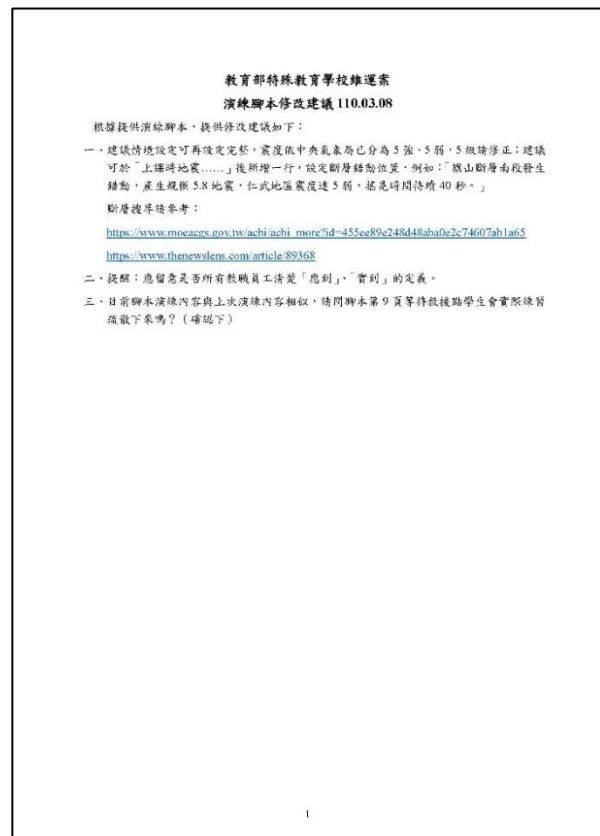 教育部特殊教育學校維運案
演練腳本修改建議 110.03.08
根據提供演練腳本，提供修改建議如下：
一、建議情境設定可再設定完整，震度依中央氣象局已分為 5 強、5 弱，5 級請修正；建議
可於「上課時地震……」後新增一行，設定斷層錯動位置，例如：「旗山斷層南段發生
錯動，產生規模 5.8 地震，仁武地區震度達 5 弱，搖晃時間持續 40 秒。」
斷層搜尋請參考：
https://www.moeacgs.gov.tw/achi/achi_more?id=455ee89e248d48aba0e2c74607ab1a65
https://www.thenewslens.com/article/89368
二、提醒：應留意是否所有教職員工清楚「應到」、「實到」的定義。
三、目前腳本演練內容與上次演練內容相似，請問腳本第 9 頁等待救援點學生會實際練習
疏散下來嗎？（確認下）
1